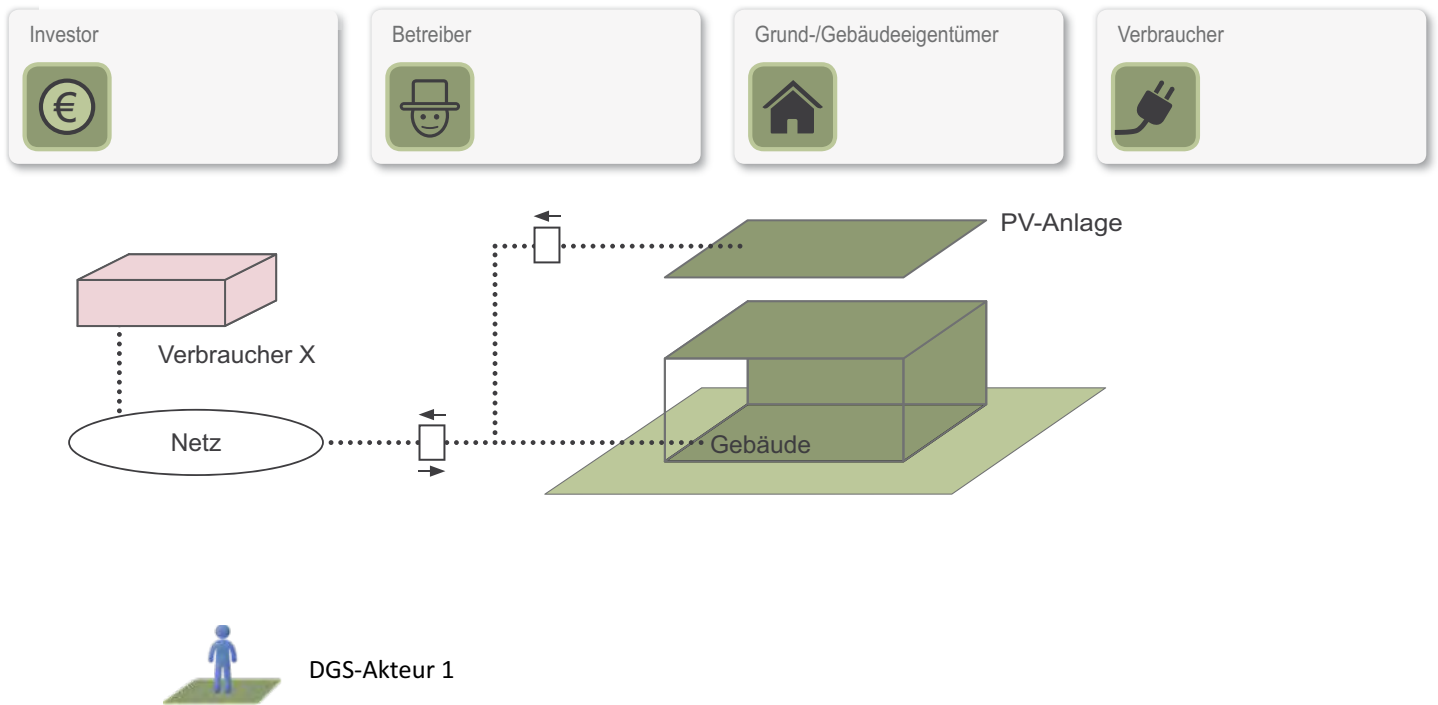 Investor
Betreiber
Grund-/Gebäudeeigentümer
Verbraucher
€
PV-Anlage
Verbraucher X
Netz
Gebäude
DGS-Akteur 1